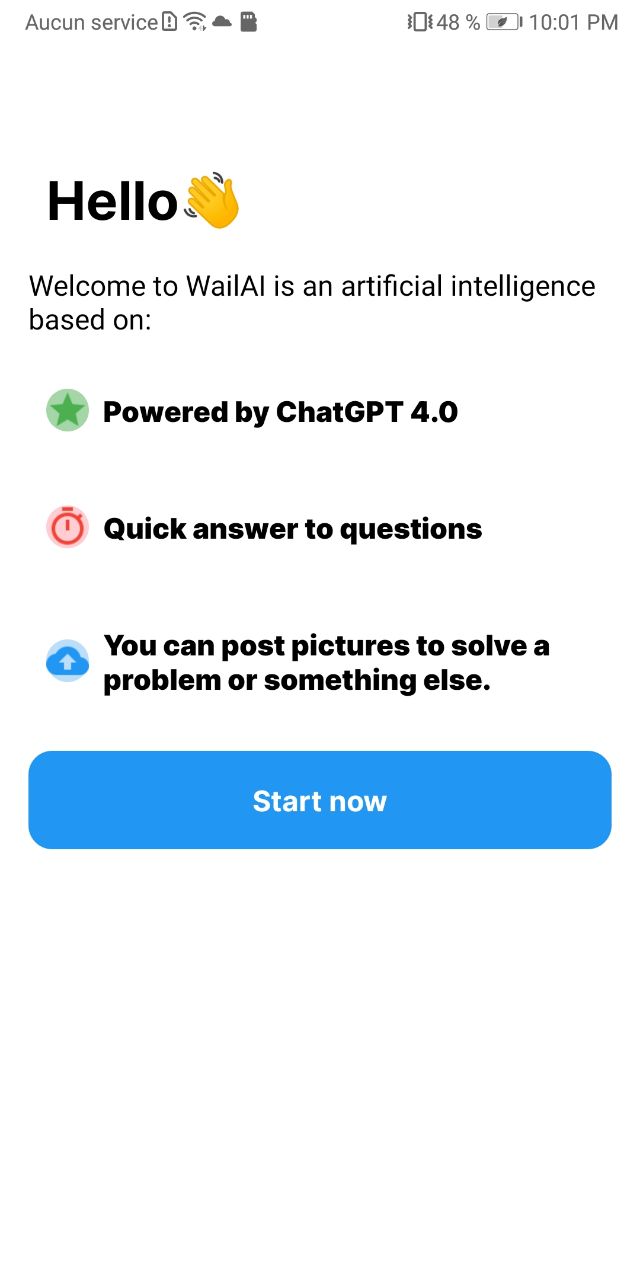 Aucun service 48 % 10:01 PM
Hello👋
Welcome to WailAI is an artificial intelligence
based on:
Powered by ChatGPT 4.0
Quick answer to questions
You can post pictures to solve a
problem or something else.
Start now